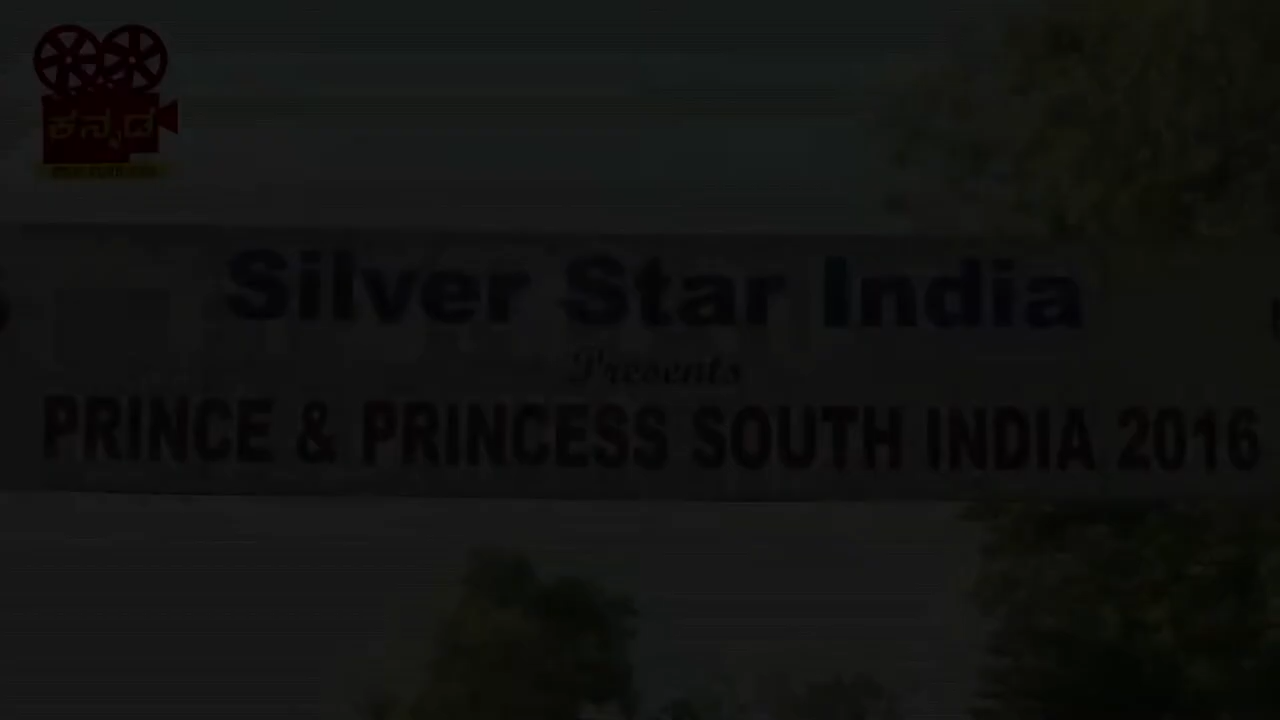 ಕನ್ನಡ
Silver Star India
Presents
PRINCE & PRINCESS SOUTH INDIA 2016